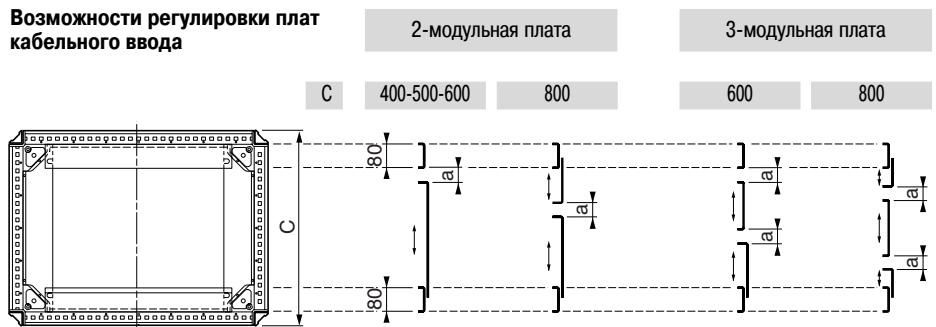 Возможности регулировки плат
кабельного ввода
2-модульная плата
3-модульная плата
C
400-500-600
800
600
800
80
a
a
a
a
a
a
C
80